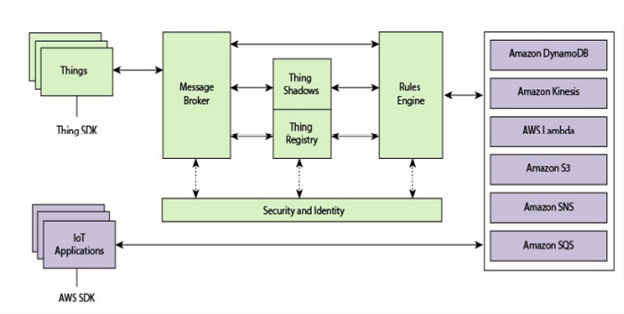 Things
Thing SDK
Message
Broker
Thing
Shadows
Thing
Registry
Rules
Engine
Security and Identity
Amazon DynamoDB
Amazon Kinesis
AWS Lambda
Amazon S3
Amazon SNS
Amazon SQS
IoT
Applications
AWS SDK